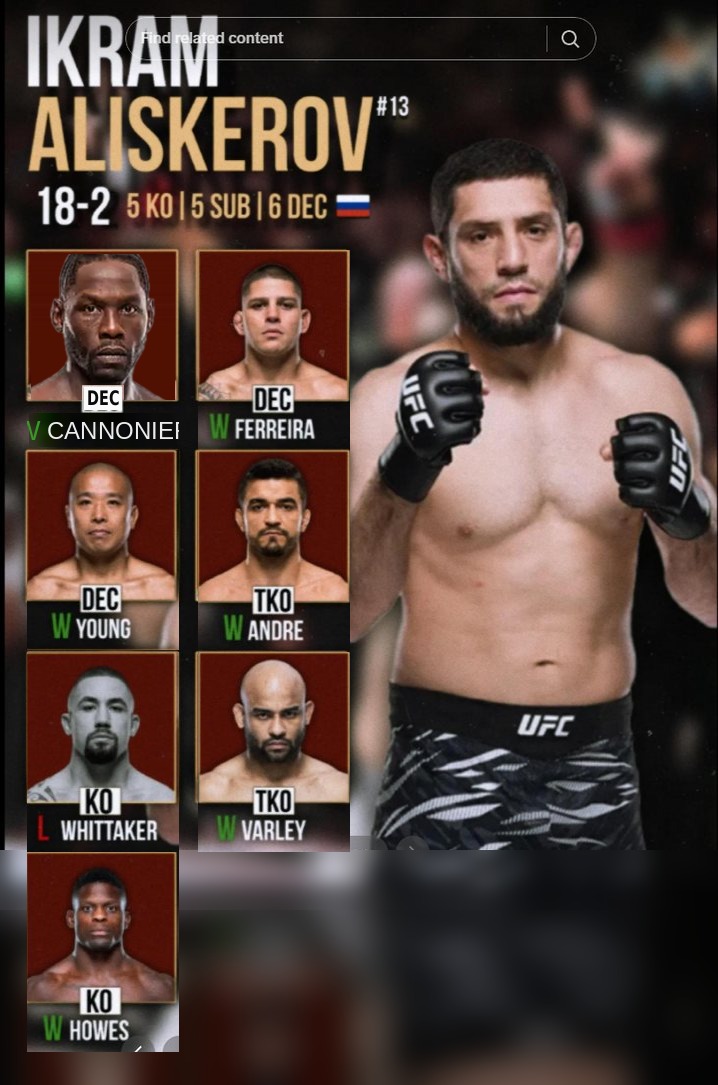 IKRAM
Find related content
ALISKEROV #13
18-2 5 KO | 5 SUB | 6 DEC
DEC
W CANNONIER
DEC
W FERREIRA
DEC
W YOUNG
TKO
W ANDRE
KO
L WHITTAKER
TKO
W VARLEY
KO
W HOWES
UFC
UFC
UFC